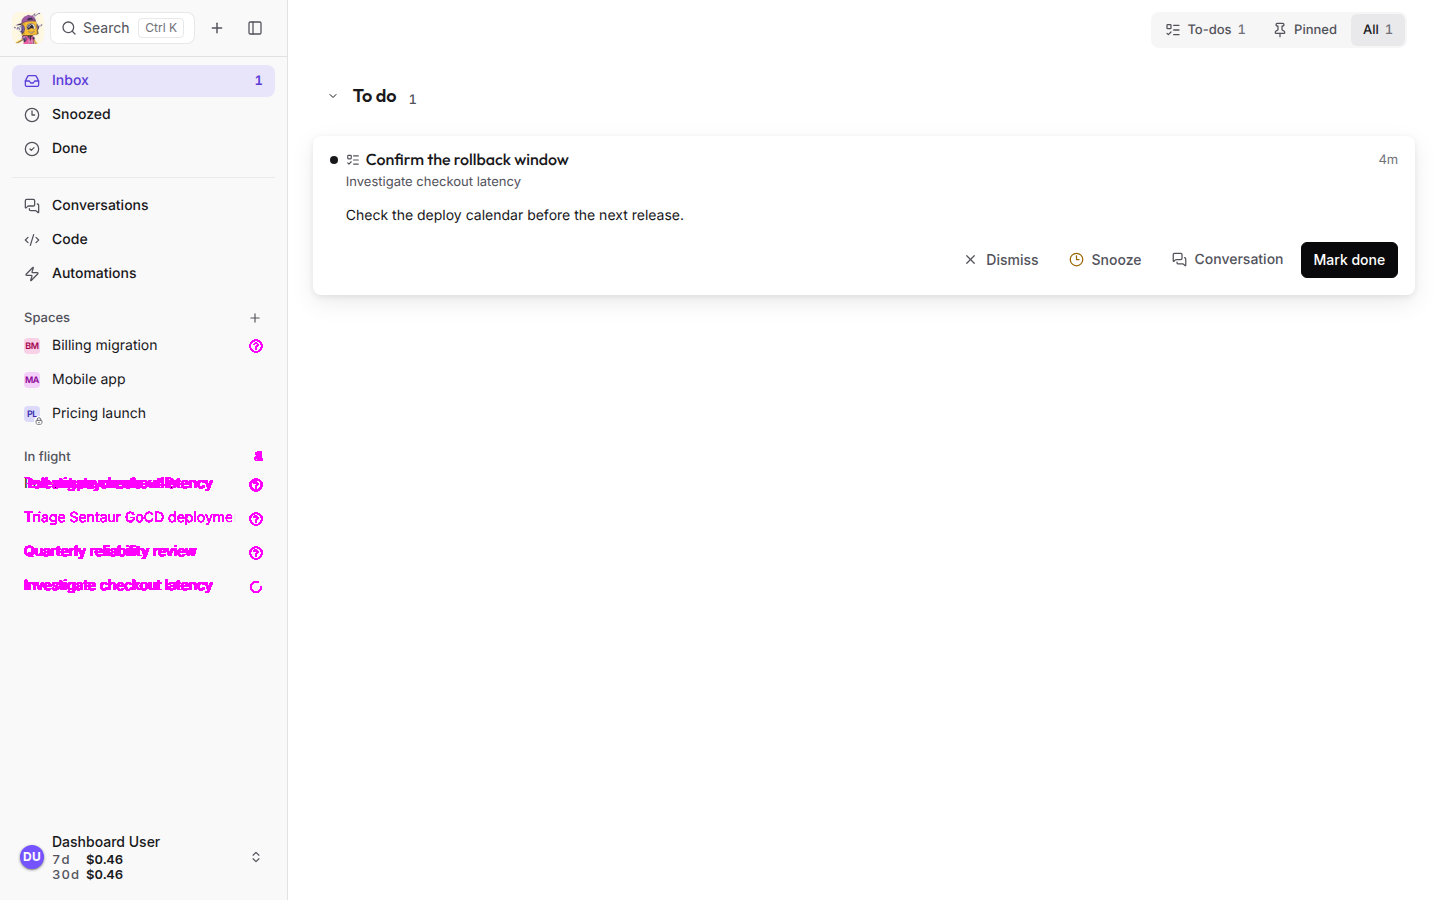 Search Ctrl K
Inbox 1
Snoozed
Done
Conversations
Code
Automations
Spaces
BM Billing migration
MA Mobile app
PL Pricing launch
In flight
Triage Sentaur GoCD deployme
Quarterly reliability review
Investigate checkout latency
DU Dashboard User
7d $0.46
30d $0.46
To-dos 1 Pinned All 1
To do 1
Confirm the rollback window 4m
Investigate checkout latency
Check the deploy calendar before the next release.
Dismiss Snooze Conversation Mark done